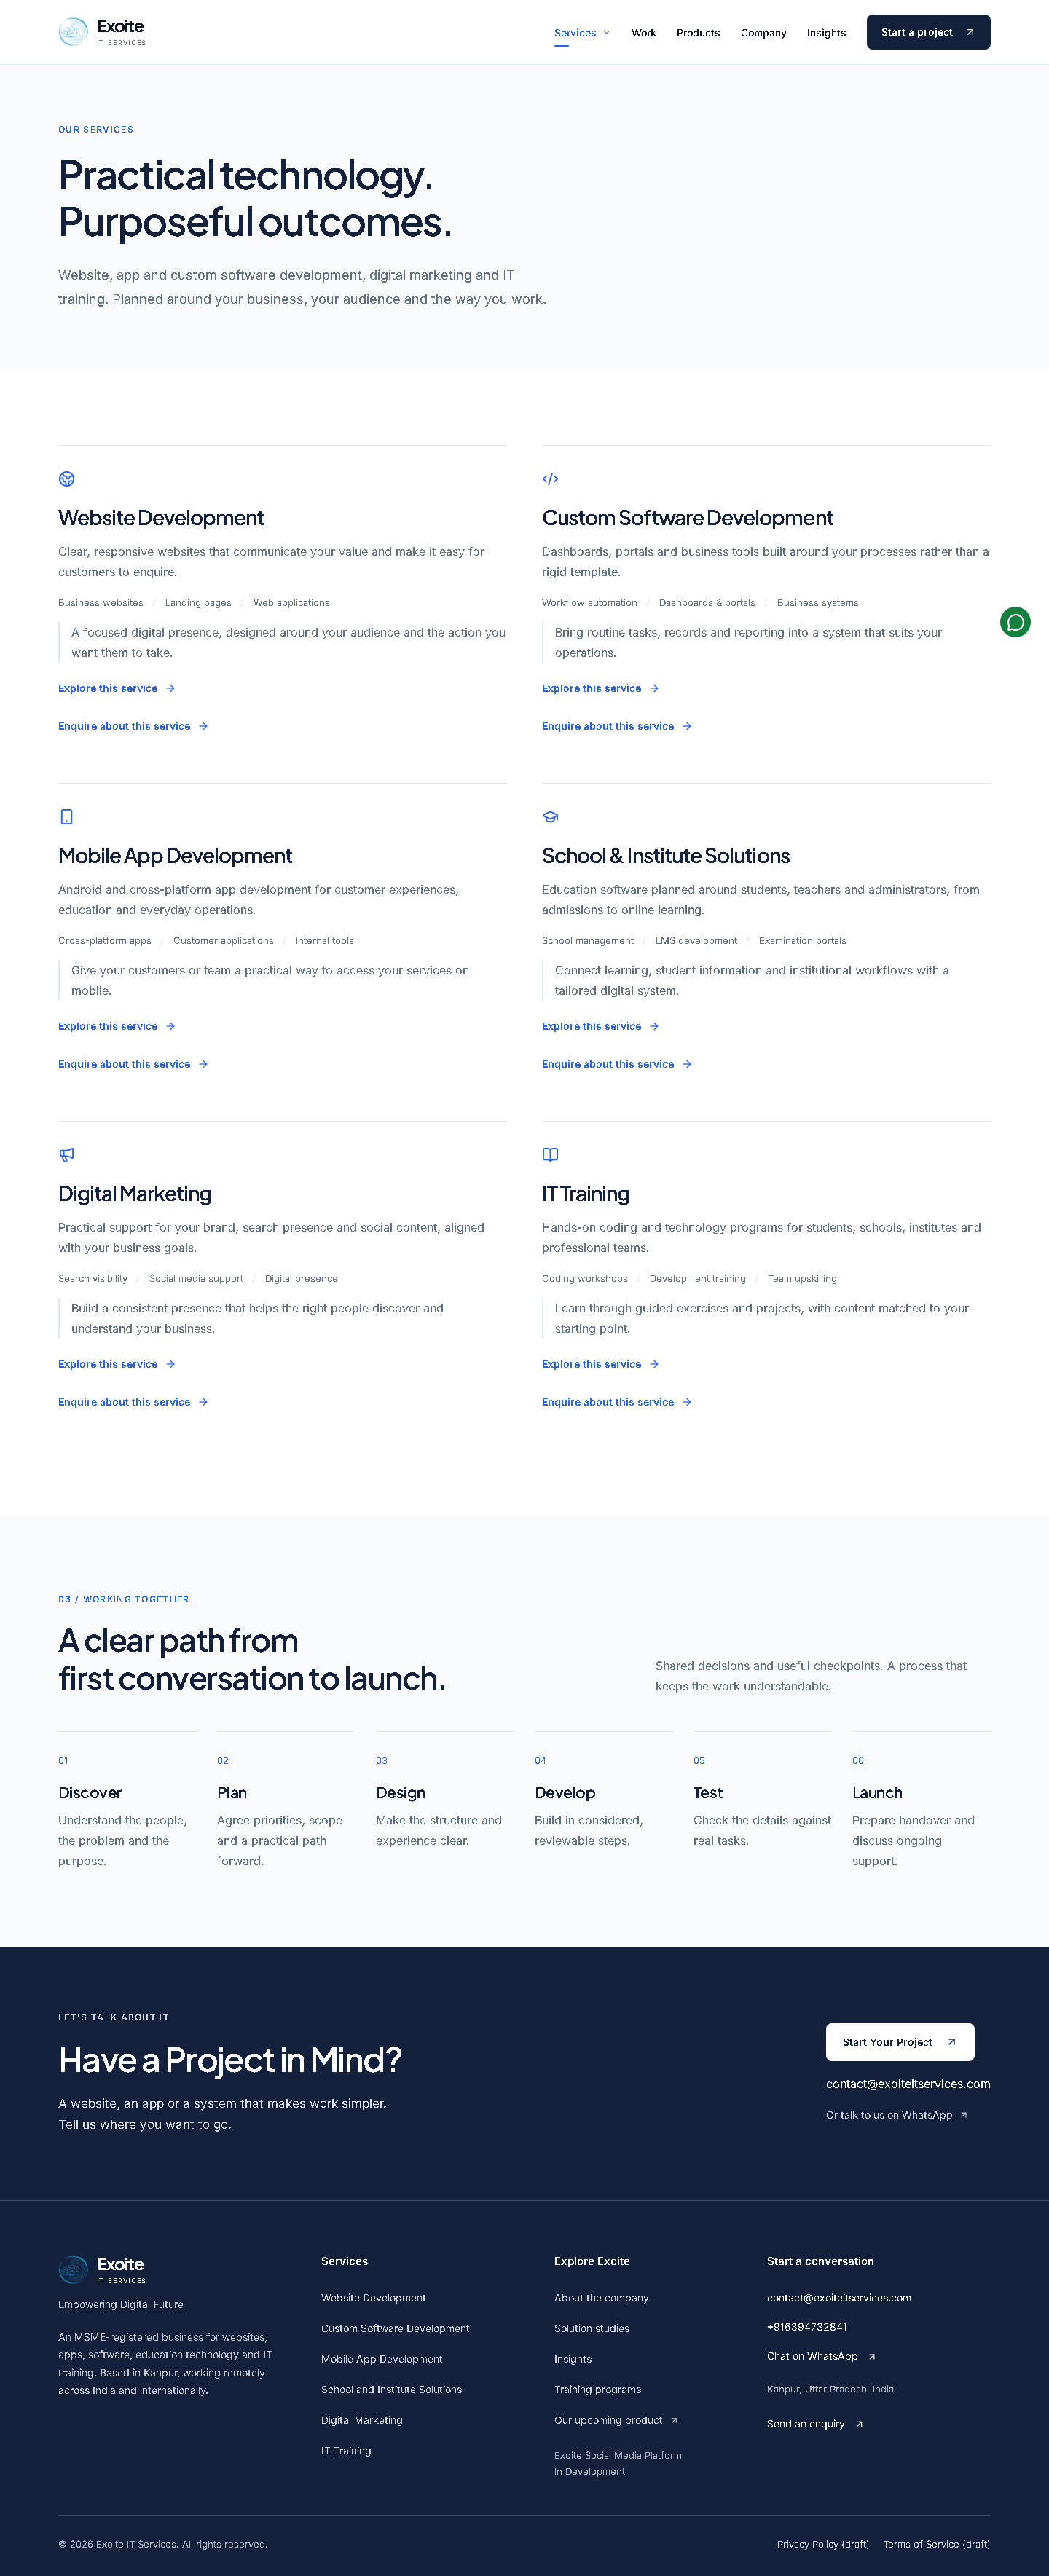 Exoite
IT SERVICES
Services
Work
Products
Company
Insights
Start a project
OUR SERVICES
Practical technology.
Purposeful outcomes.
Website, app and custom software development, digital marketing and IT
training. Planned around your business, your audience and the way you work.
Website Development
Clear, responsive websites that communicate your value and make it easy for
customers to enquire.
Business websites / Landing pages / Web applications
A focused digital presence, designed around your audience and the action you
want them to take.
Explore this service
Enquire about this service
Custom Software Development
Dashboards, portals and business tools built around your processes rather than a
rigid template.
Workflow automation / Dashboards & portals / Business systems
Bring routine tasks, records and reporting into a system that suits your
operations.
Explore this service
Enquire about this service
Mobile App Development
Android and cross-platform app development for customer experiences,
education and everyday operations.
Cross-platform apps / Customer applications / Internal tools
Give your customers or team a practical way to access your services on
mobile.
Explore this service
Enquire about this service
School & Institute Solutions
Education software planned around students, teachers and administrators, from
admissions to online learning.
School management / LMS development / Examination portals
Connect learning, student information and institutional workflows with a
tailored digital system.
Explore this service
Enquire about this service
Digital Marketing
Practical support for your brand, search presence and social content, aligned
with your business goals.
Search visibility / Social media support / Digital presence
Build a consistent presence that helps the right people discover and
understand your business.
Explore this service
Enquire about this service
IT Training
Hands-on coding and technology programs for students, schools, institutes and
professional teams.
Coding workshops / Development training / Team upskilling
Learn through guided exercises and projects, with content matched to your
starting point.
Explore this service
Enquire about this service
06 / WORKING TOGETHER
A clear path from
first conversation to launch.
Shared decisions and useful checkpoints. A process that
keeps the work understandable.
01
Discover
Understand the people,
the problem and the
purpose.
02
Plan
Agree priorities, scope
and a practical path
forward.
03
Design
Make the structure and
experience clear.
04
Develop
Build in considered,
reviewable steps.
05
Test
Check the details against
real tasks.
06
Launch
Prepare handover and
discuss ongoing
support.
LET'S TALK ABOUT IT
Have a Project in Mind?
A website, an app or a system that makes work simpler.
Tell us where you want to go.
Start Your Project
contact@exoiteitservices.com
Or talk to us on WhatsApp
Exoite
IT SERVICES
Empowering Digital Future
An MSME-registered business for websites,
apps, software, education technology and IT
training. Based in Kanpur, working remotely
across India and internationally.
Services
Website Development
Custom Software Development
Mobile App Development
School and Institute Solutions
Digital Marketing
IT Training
Explore Exoite
About the company
Solution studies
Insights
Training programs
Our upcoming product
Exoite Social Media Platform
In Development
Start a conversation
contact@exoiteitservices.com
+916394732841
Chat on WhatsApp
Kanpur, Uttar Pradesh, India
Send an enquiry
© 2026 Exoite IT Services. All rights reserved.
Privacy Policy (draft)
Terms of Service (draft)